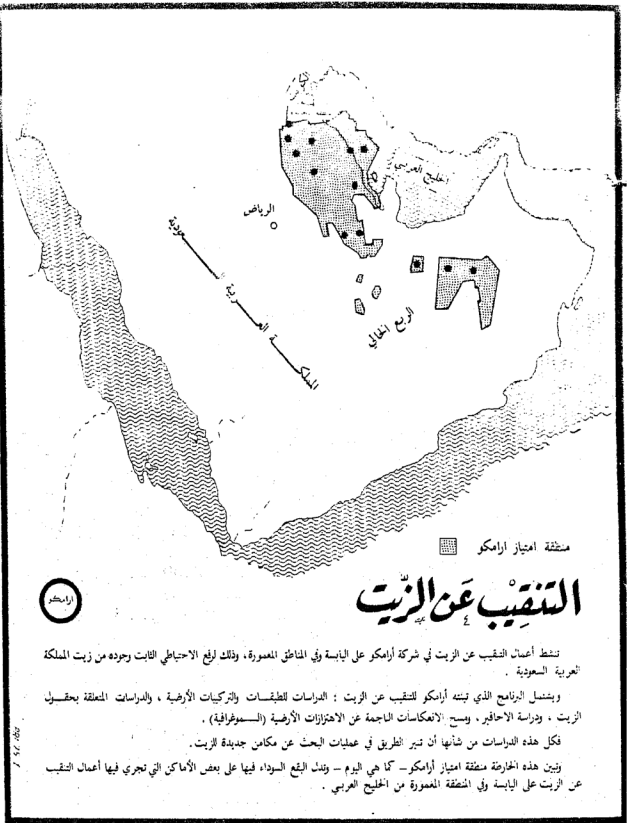 الخليج العربي
الرياض
المملكة العربية السعودية
الربع الخالي
منطقة امتياز ارامكو
التنقيب عن الزيت
ارامكو
تنشط أعمال التنقيب عن الزيت في شركة أرامكو على اليابسة وفي المناطق المغمورة، وذلك لرفع الاحتياطي الثابت وجوده من زيت المملكة
العربية السعودية .
ويشتمل البرنامج الذي تبنته أرامكو للتنقيب عن الزيت : الدراسات للطبقات والتركيبات الأرضية ، والدراسات المتعلقة بحقول
الزيت ، ودراسة الاحافير ، ومسح الانعكاسات الناجمة عن الاهتزازات الأرضية (السسموغرافية) .
فكل هذه الدراسات من شأنها أن تنير الطريق في عمليات البحث عن مكامن جديدة للزيت.
وتبين هذه الخارطة منطقة امتياز أرامكو – كما هي اليوم – وتدل البقع السوداء فيها على بعض الأماكن التي تجري فيها أعمال التنقيب
عن الزيت على اليابسة وفي المنطقة المغمورة من الخليج العربي .